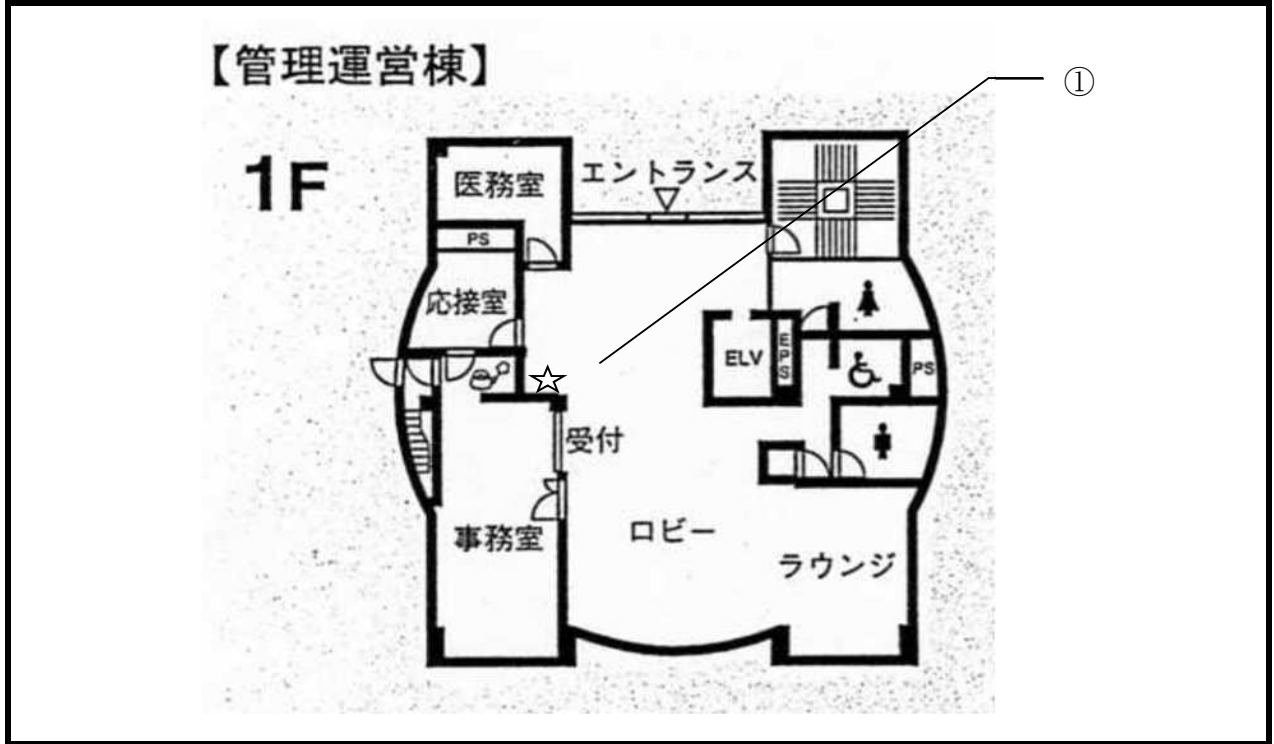 【管理運営棟】
①
1F
エントランス
医務室
PS
応接室
ELV
EPS
PS
受付
事務室
ロビー
ラウンジ